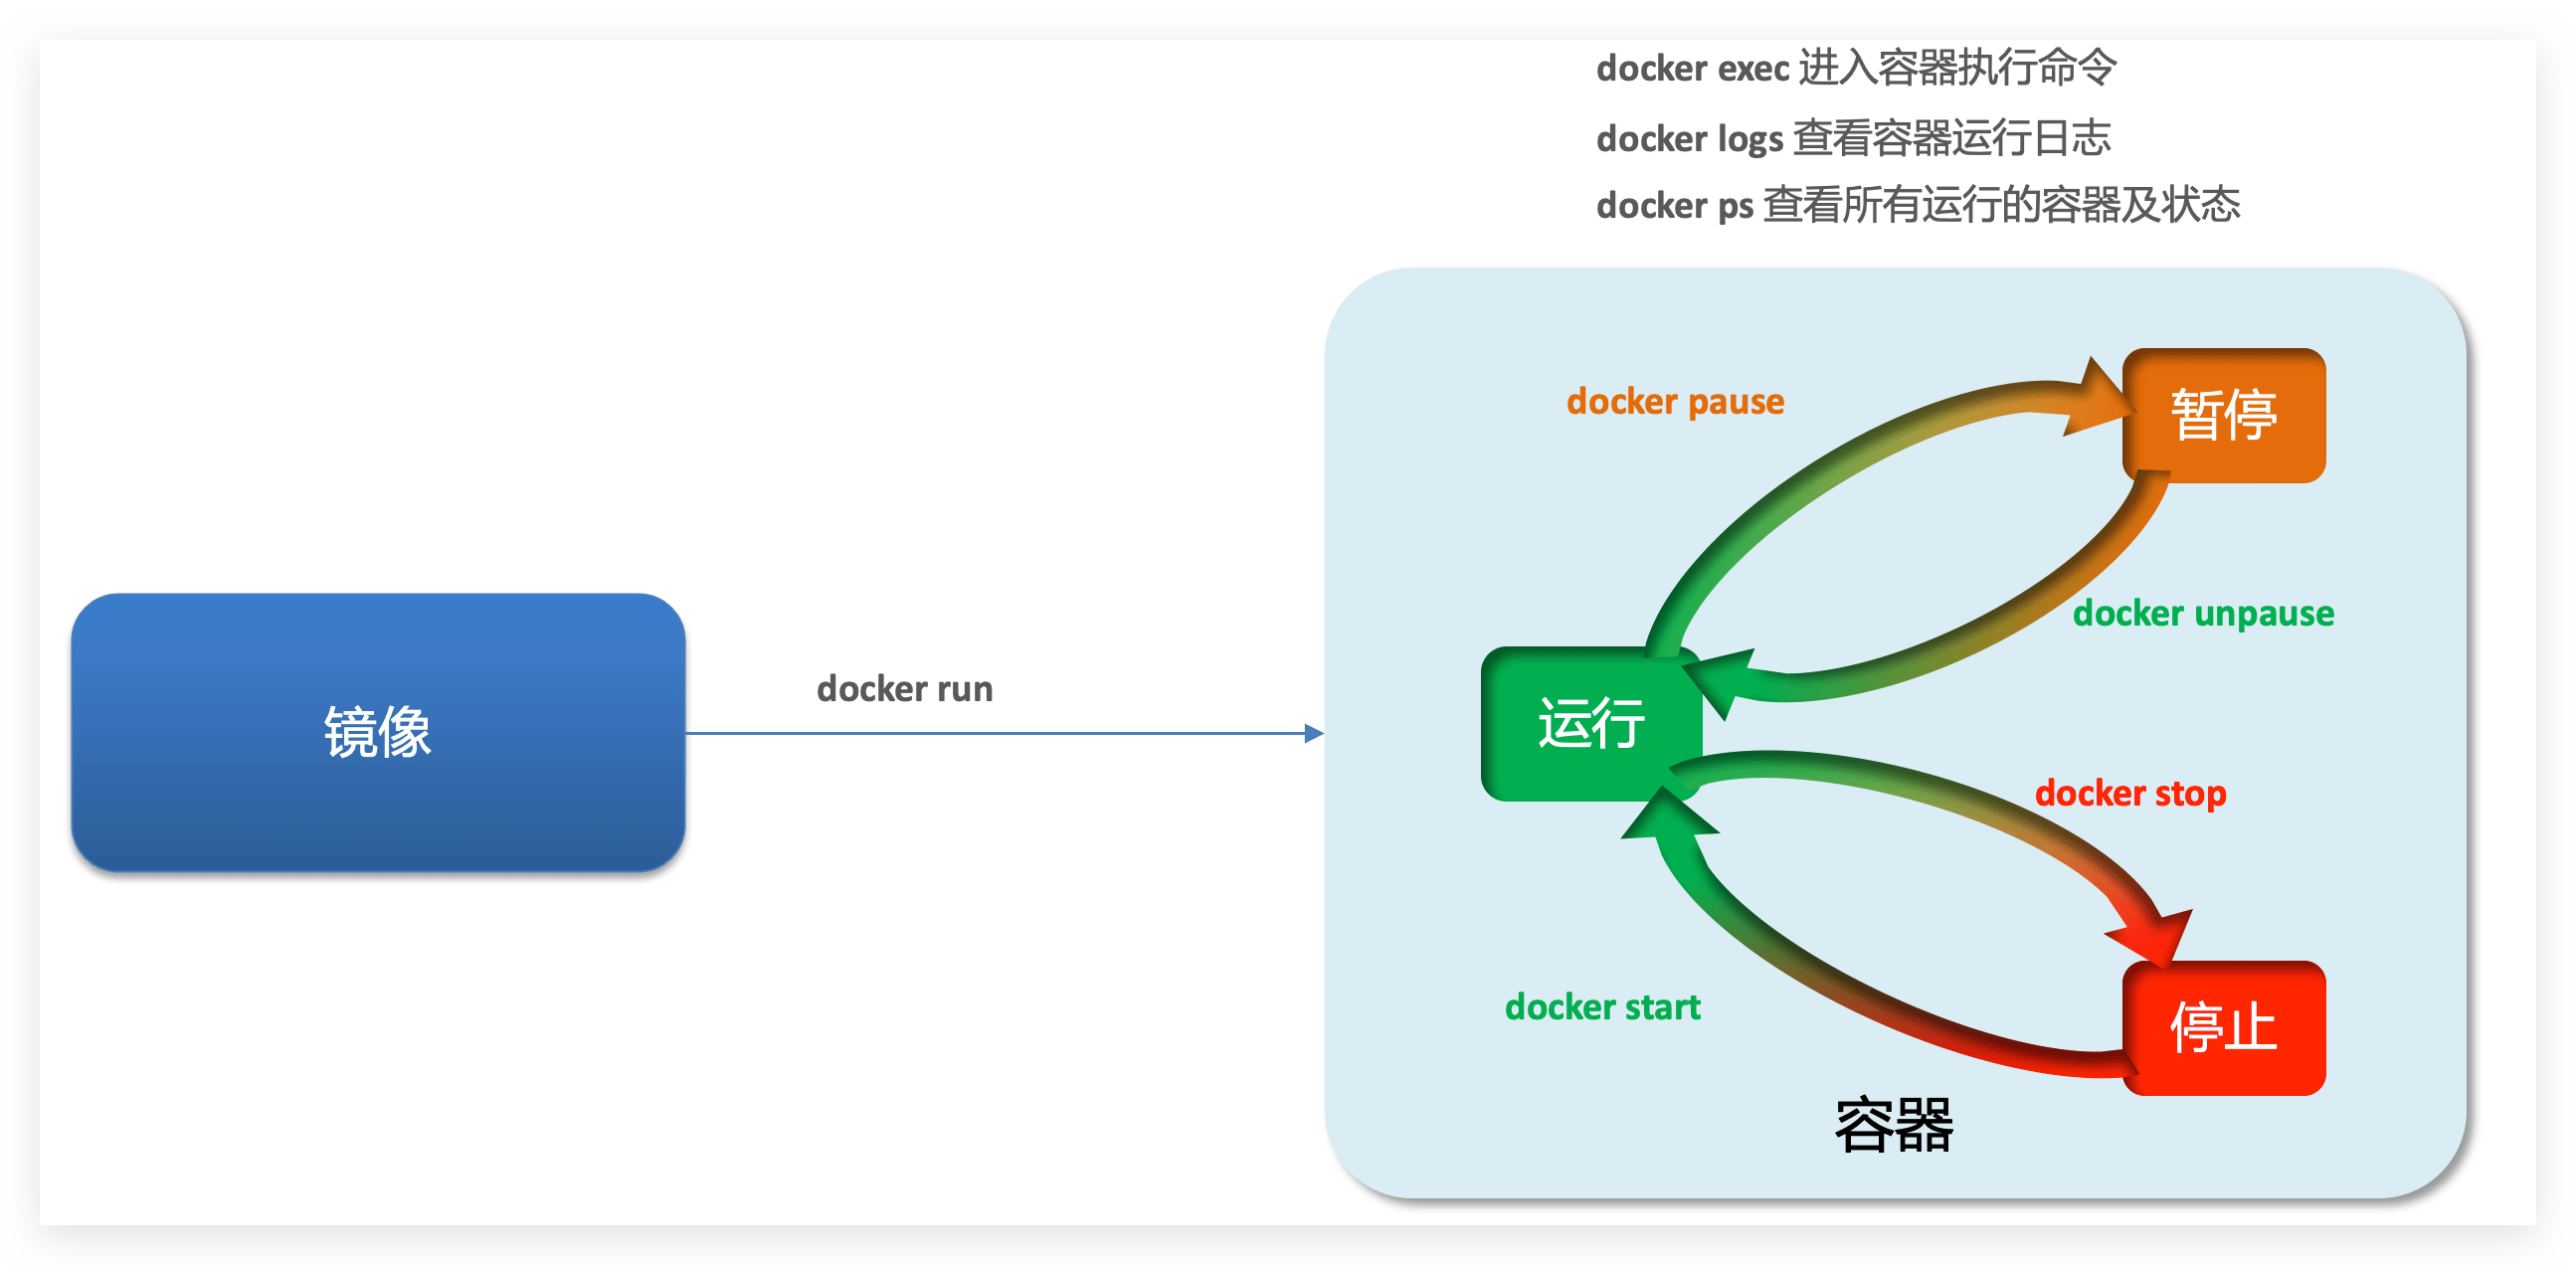 docker exec 进入容器执行命令
docker logs 查看容器运行日志
docker ps 查看所有运行的容器及状态
docker pause
暂停
docker unpause
镜像
docker run
运行
docker stop
docker start
停止
容器